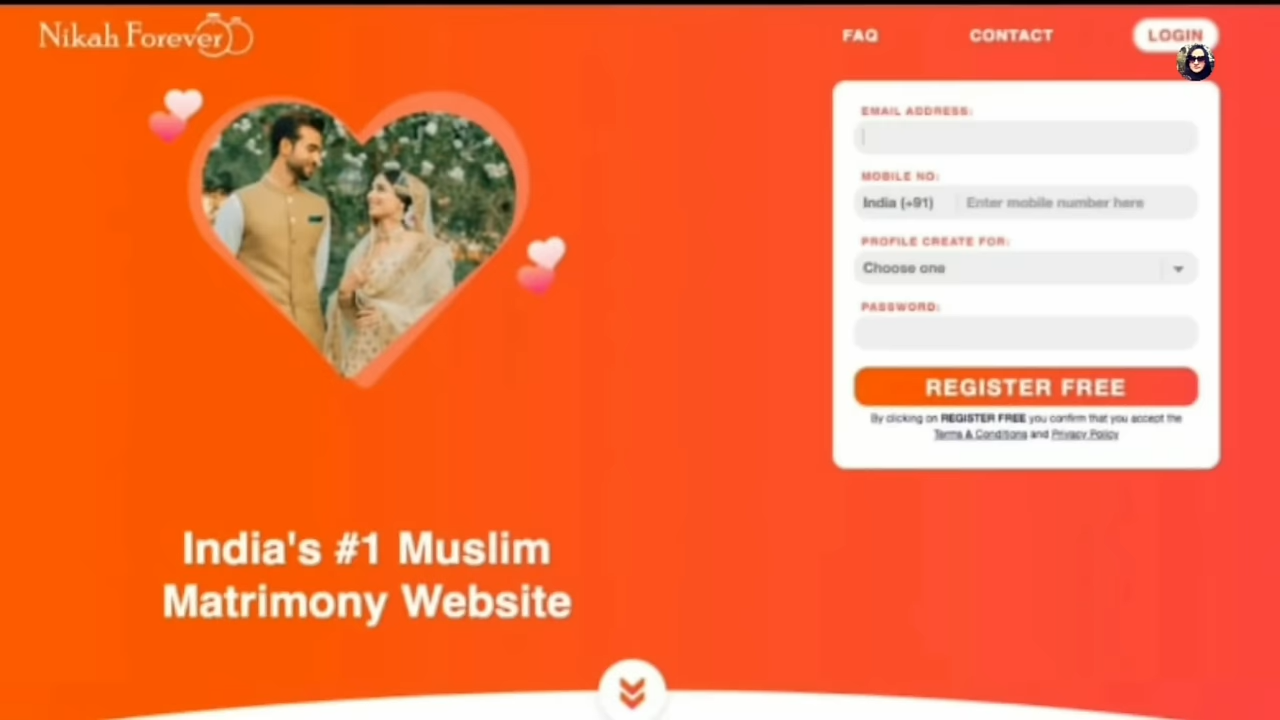 Nikah Forever
FAQ
CONTACT
LOGIN
EMAIL ADDRESS:
MOBILE NO:
India (+91)
Enter mobile number here
PROFILE CREATE FOR:
Choose one
PASSWORD:
REGISTER FREE
By clicking on REGISTER FREE you confirm that you accept the
Terms & Conditions and Privacy Policy
India's #1 Muslim
Matrimony Website